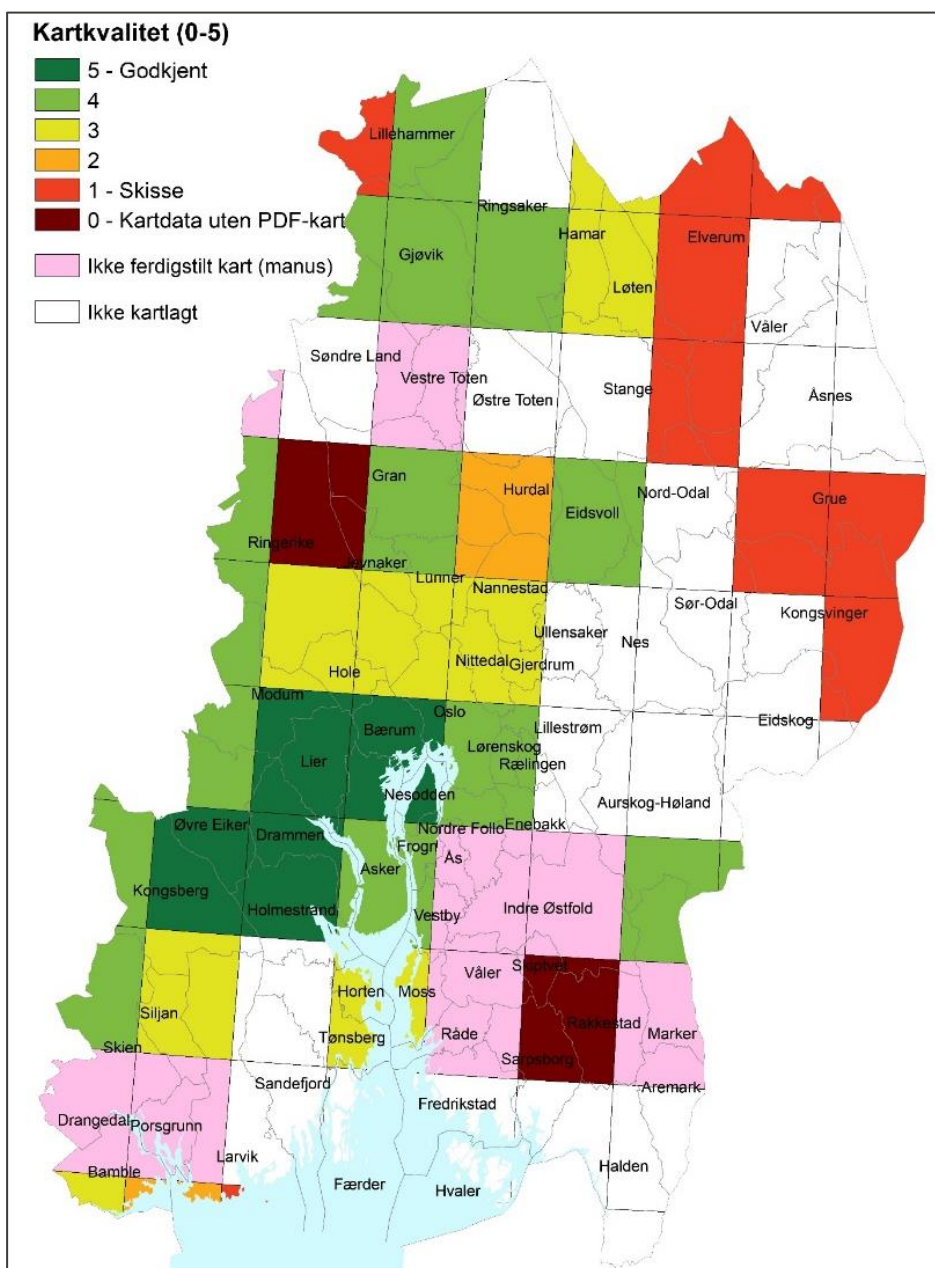 Kartkvalitet (0-5)
5 - Godkjent
4
3
2
1 - Skisse
0 - Kartdata uten PDF-kart
Ikke ferdigstilt kart (manus)
Ikke kartlagt
Lillehammer
Ringsaker
Hamar
Elverum
Gjøvik
Løten
Våler
Søndre Land
Vestre Toten
Østre Toten
Stange
Åsnes
Gran
Hurdal
Eidsvoll
Nord-Odal
Grue
Ringerike
Jevnaker
Lunner
Nannestad
Sør-Odal
Kongsvinger
Ullensaker
Nes
Hole
Nittedal
Gjerdrum
Modum
Oslo
Eidskog
Bærum
Lillestrøm
Lier
Lørenskog
Rælingen
Nesodden
Aurskog-Høland
Øvre Eiker
Drammen
Nordre Follo
Enebakk
Frogn
Ås
Asker
Kongsberg
Holmestrand
Vestby
Indre Østfold
Skiptvet
Våler
Horten
Moss
Siljan
Rakkestad
Marker
Tønsberg
Råde
Skien
Sarpsborg
Aremark
Sandefjord
Fredrikstad
Drangedal
Porsgrunn
Larvik
Bamble
Halden
Færder
Hvaler